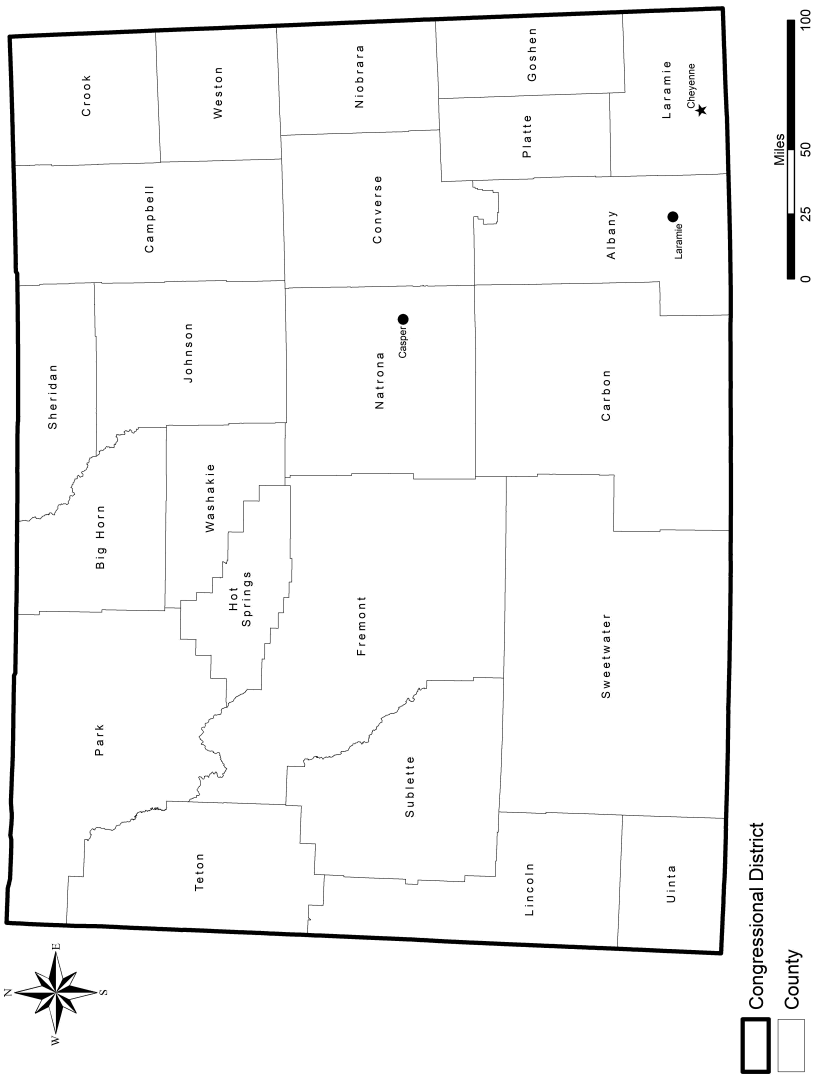 N
W
E
S
Park
Big Horn
Sheridan
Campbell
Crook
Teton
Hot
Springs
Washakie
Johnson
Weston
Fremont
Natrona
Casper
Converse
Niobrara
Sublette
Lincoln
Uinta
Sweetwater
Carbon
Albany
Laramie
Platte
Goshen
Laramie
Cheyenne
Congressional District
County
Miles
0
25
50
100